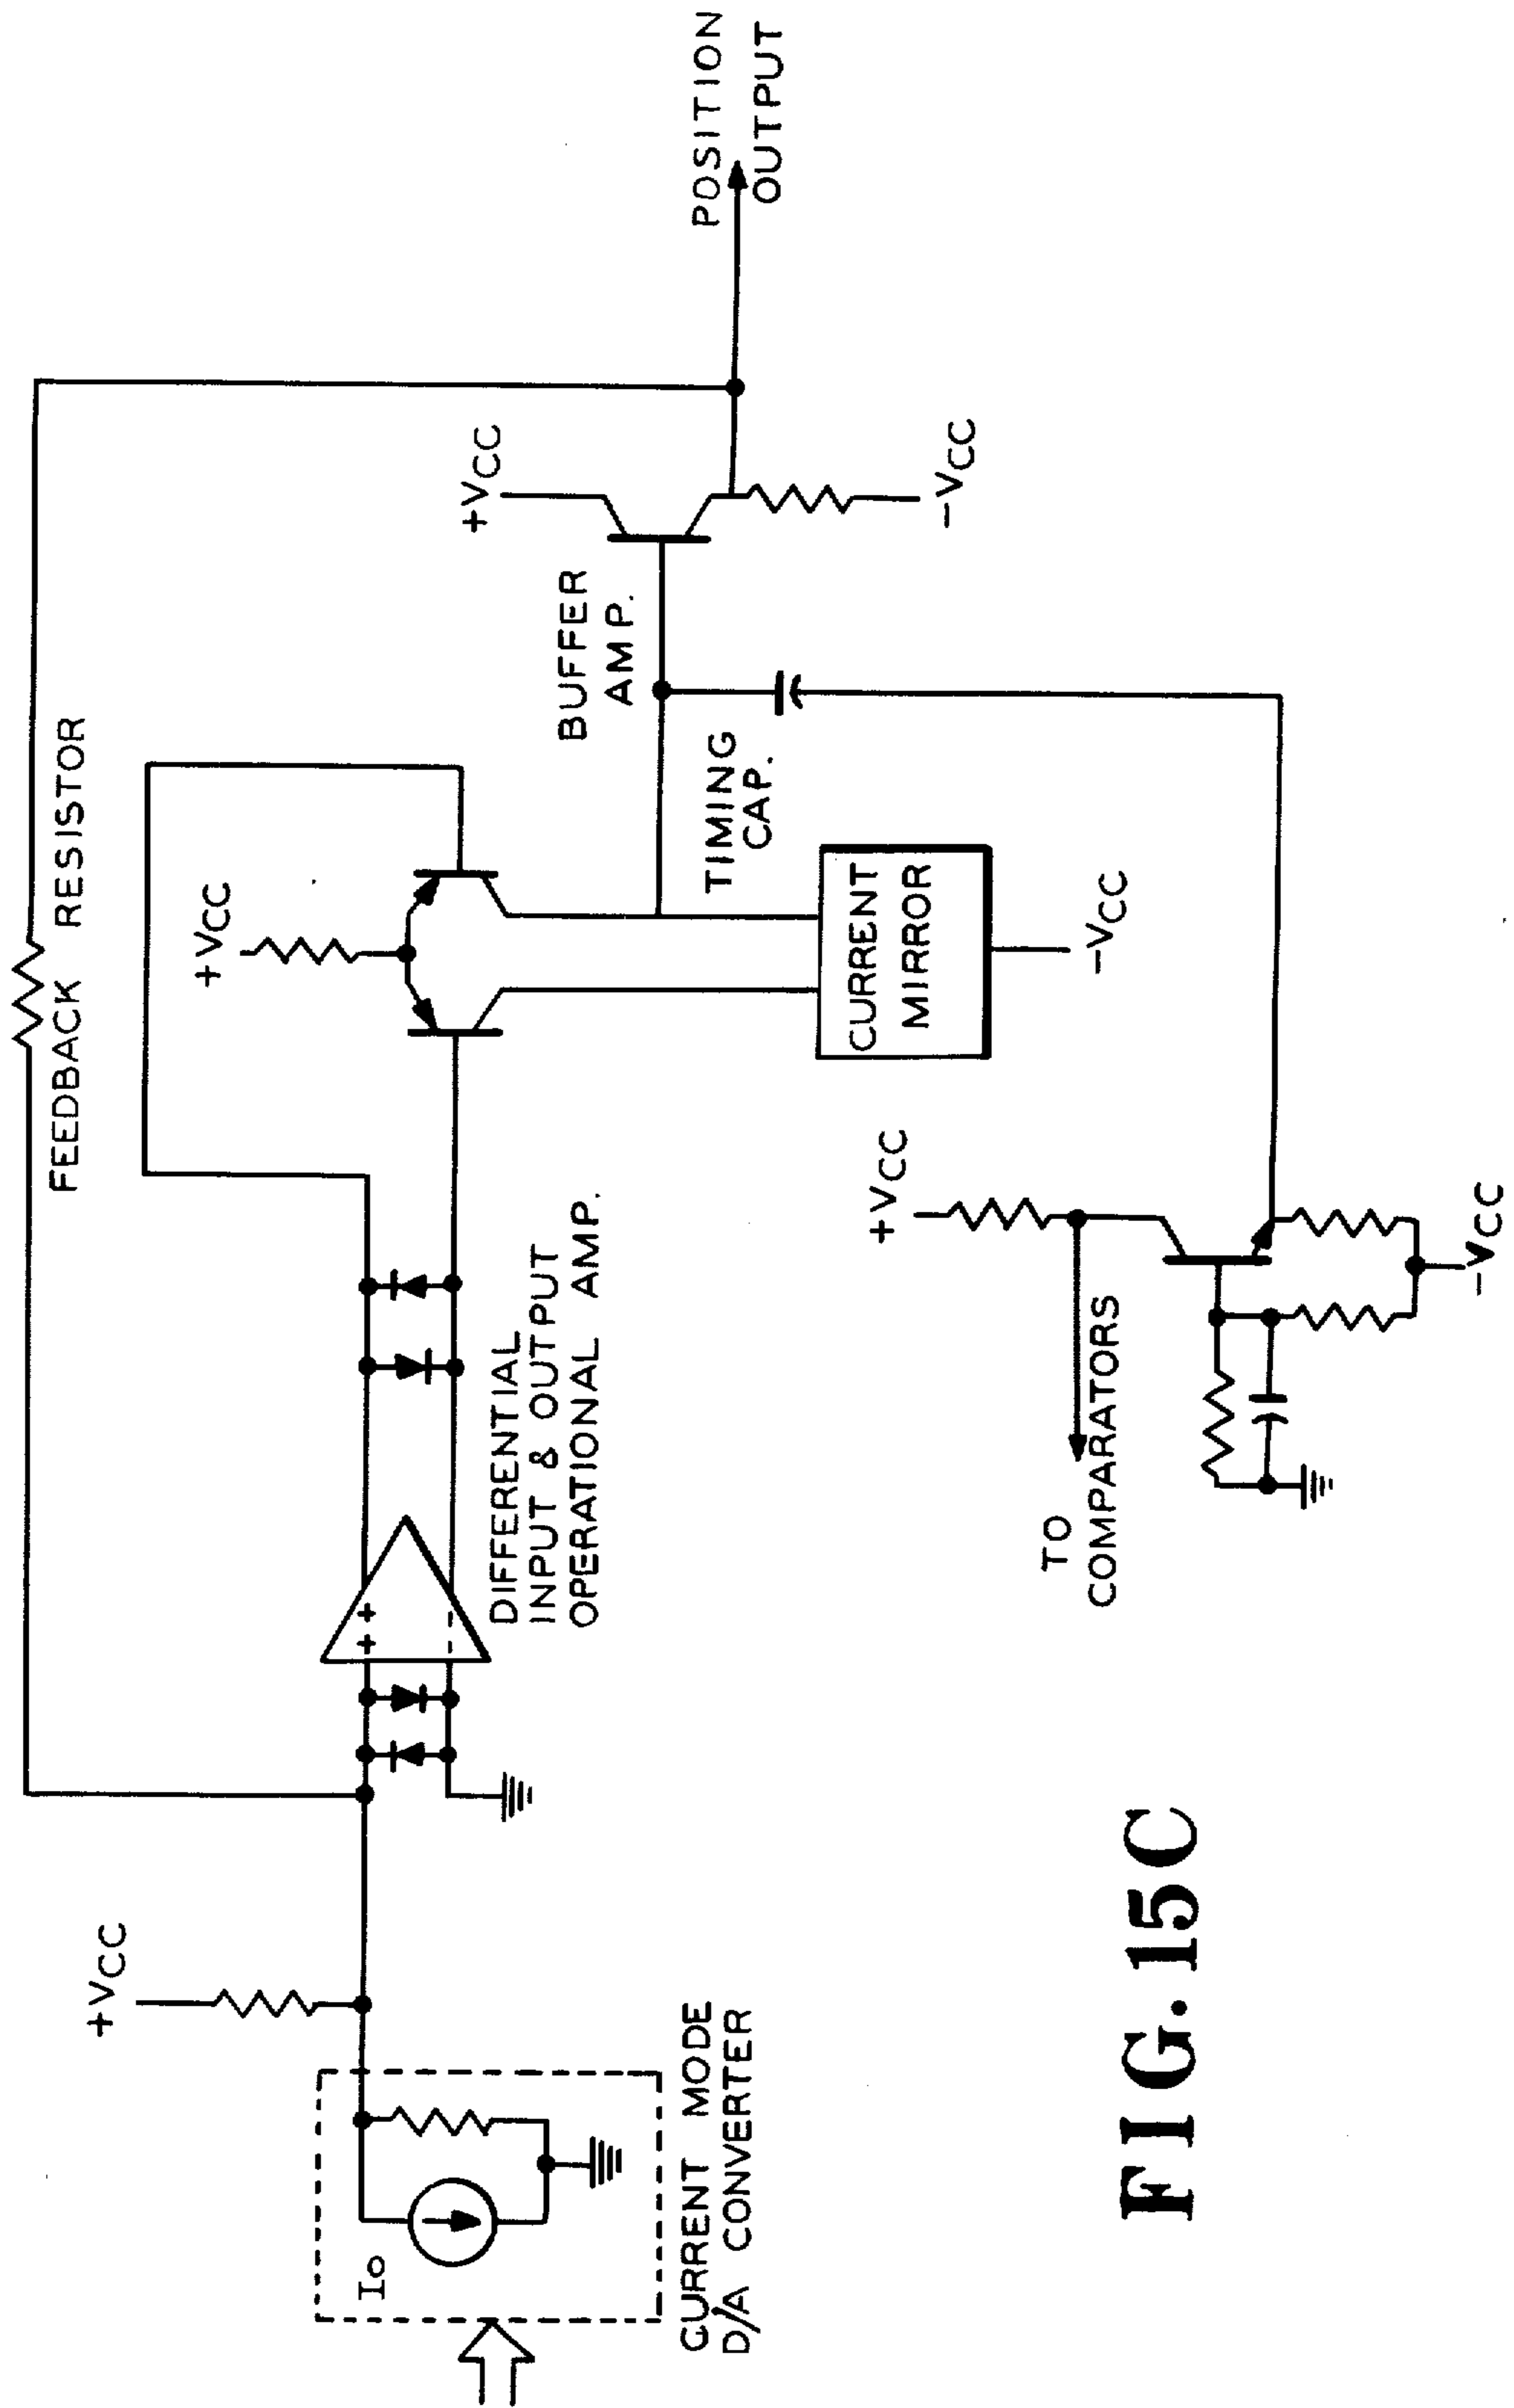 FEEDBACK RESISTOR
+VCC
+VCC
+VCC
POSITION
OUTPUT
BUFFER
AMP.
Io
++
--
DIFFERENTIAL
INPUT & OUTPUT
OPERATIONAL AMP.
TIMING
CAP.
CURRENT MODE
D/A CONVERTER
CURRENT
MIRROR
-VCC
+VCC
-VCC
TO
COMPARATORS
-VCC
FIG. 15C